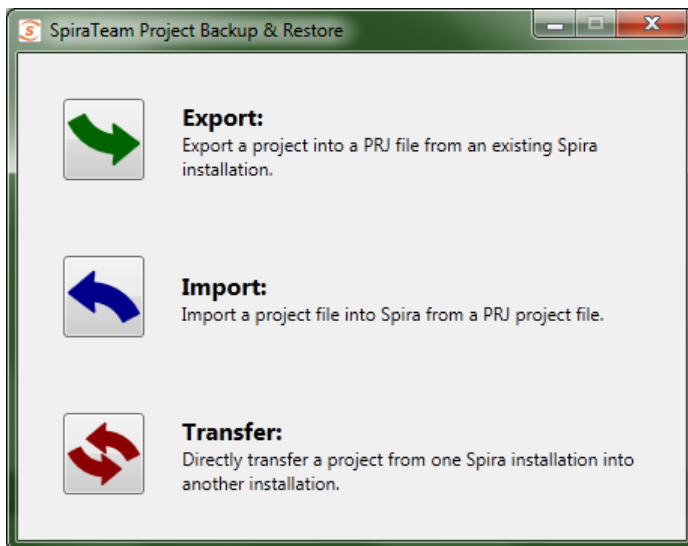 SpiraTeam Project Backup & Restore
Export:
Export a project into a PRJ file from an existing Spira
installation.
Import:
Import a project file into Spira from a PRJ project file.
Transfer:
Directly transfer a project from one Spira installation into
another installation.